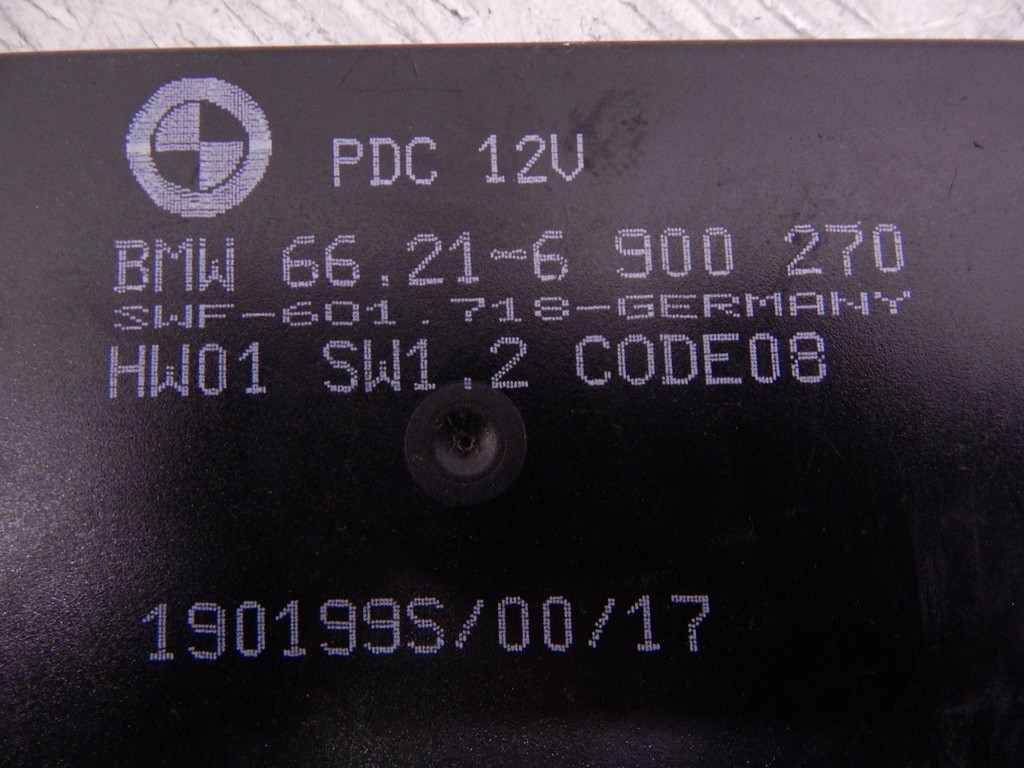 PDC 12V
BMW 66.21-6 900 270
SWF-601.718-GERMANY
HW01 SW1.2 CODE08
190199S/00/17